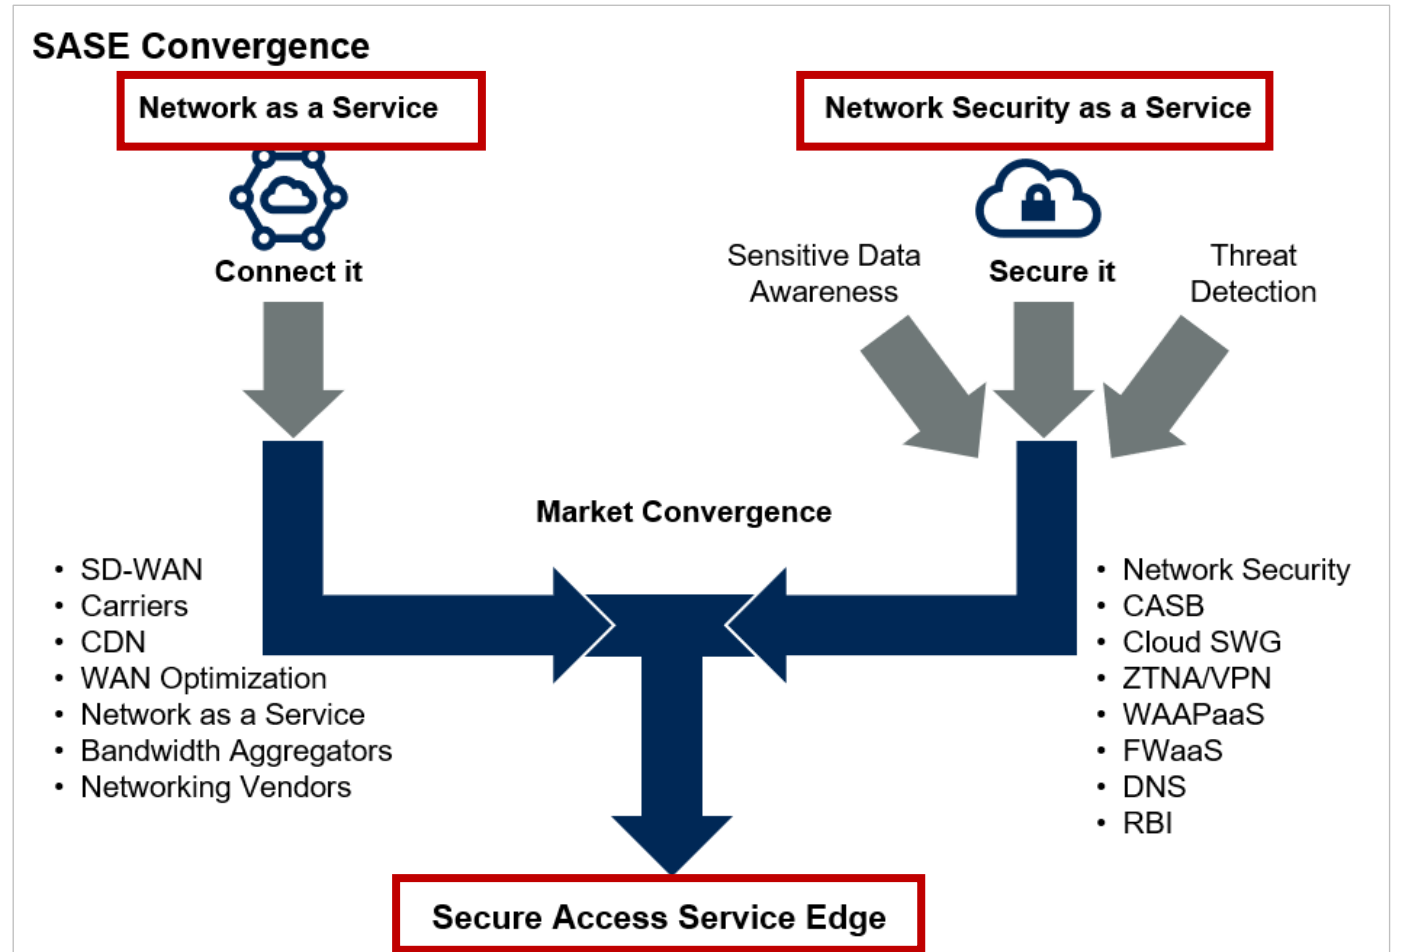 SASE Convergence
Network as a Service
Network Security as a Service
Connect it
Sensitive Data
Awareness
Secure it
Threat
Detection
Market Convergence
• SD-WAN
• Carriers
• CDN
• WAN Optimization
• Network as a Service
• Bandwidth Aggregators
• Networking Vendors
• Network Security
• CASB
• Cloud SWG
• ZTNA/VPN
• WAAPaaS
• FWaaS
• DNS
• RBI
Secure Access Service Edge